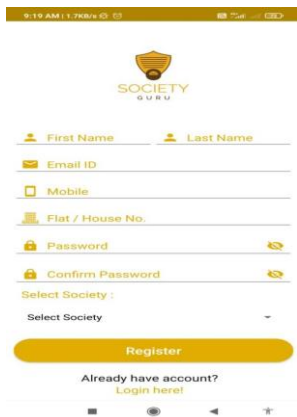 9:19 AM | 1.7KB/s
SOCIETY
GURU
First Name Last Name
Email ID
Mobile
Flat / House No.
Password
Confirm Password
Select Society :
Select Society
Register
Already have account?
Login here!